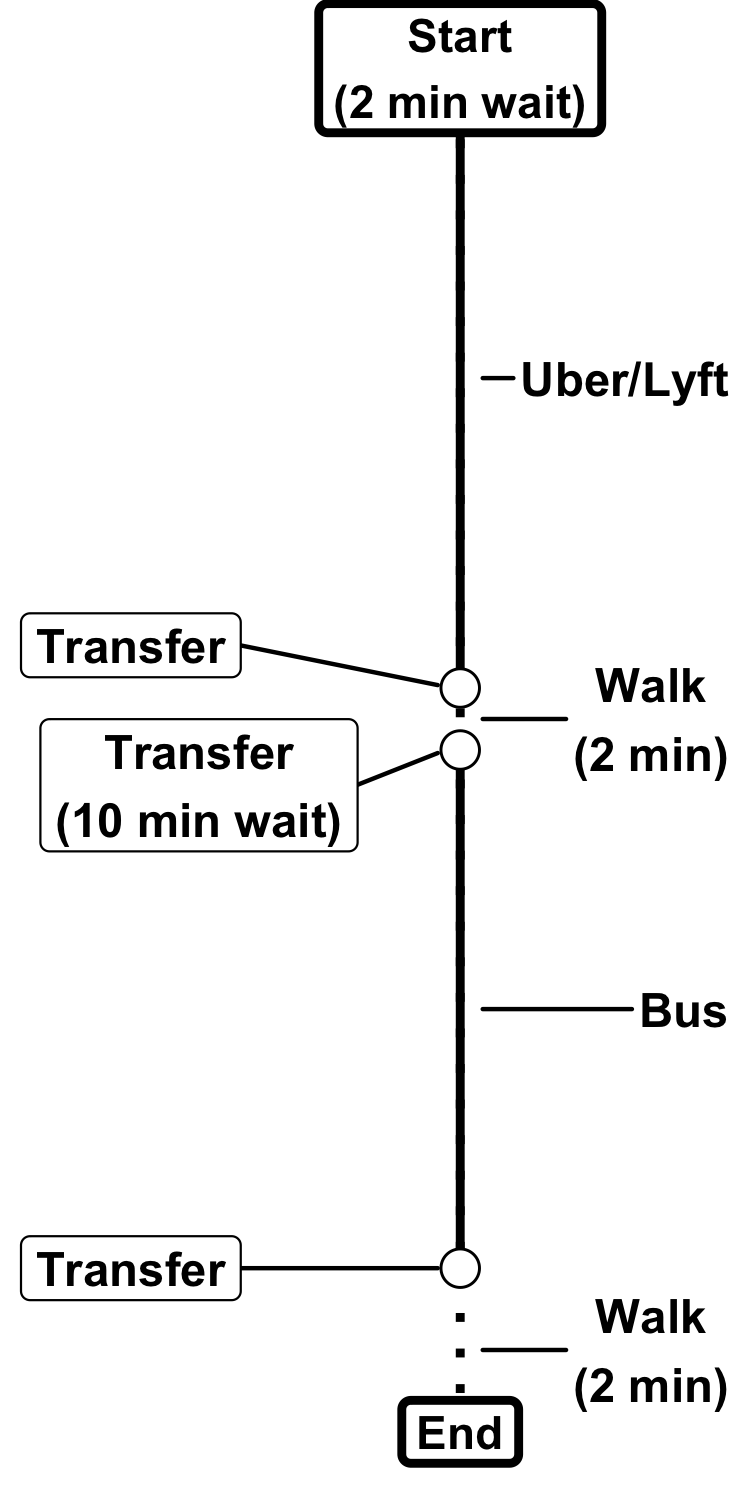 Start
(2 min wait)
Uber/Lyft
Transfer
Walk
(2 min)
Transfer
(10 min wait)
Bus
Transfer
Walk
(2 min)
End